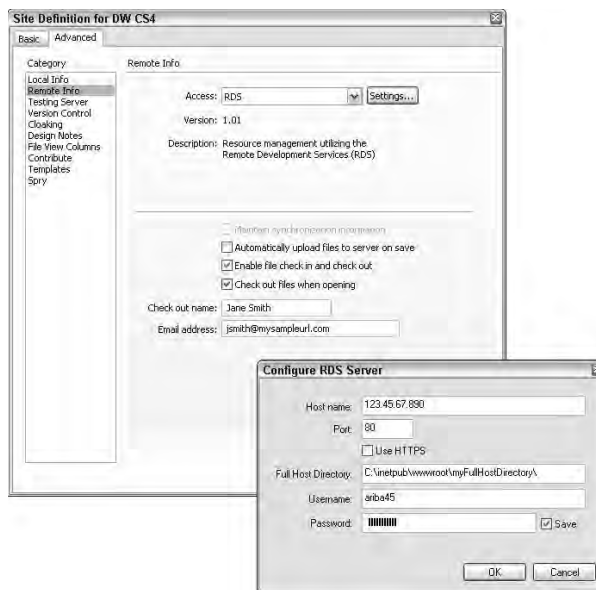 Site Definition for DW CS4
Basic Advanced
Category
Local Info
Remote Info
Testing Server
Version Control
Cloaking
Design Notes
File View Columns
Contribute
Templates
Spry
Remote Info
Access: RDS Settings...
Version: 1.01
Description: Resource management utilizing the
Remote Development Services (RDS)
Maintain synchronization information
Automatically upload files to server on save
Enable file check in and check out
Check out files when opening
Check out name: Jane Smith
Email address: jsmith@mysampleurl.com
Configure RDS Server
Host name: 123.45.67.890
Port: 80
Use HTTPS
Full Host Directory: C:\inetpub\wwwroot\myFullHostDirectory\
Username: ariba45
Password: Save
OK Cancel